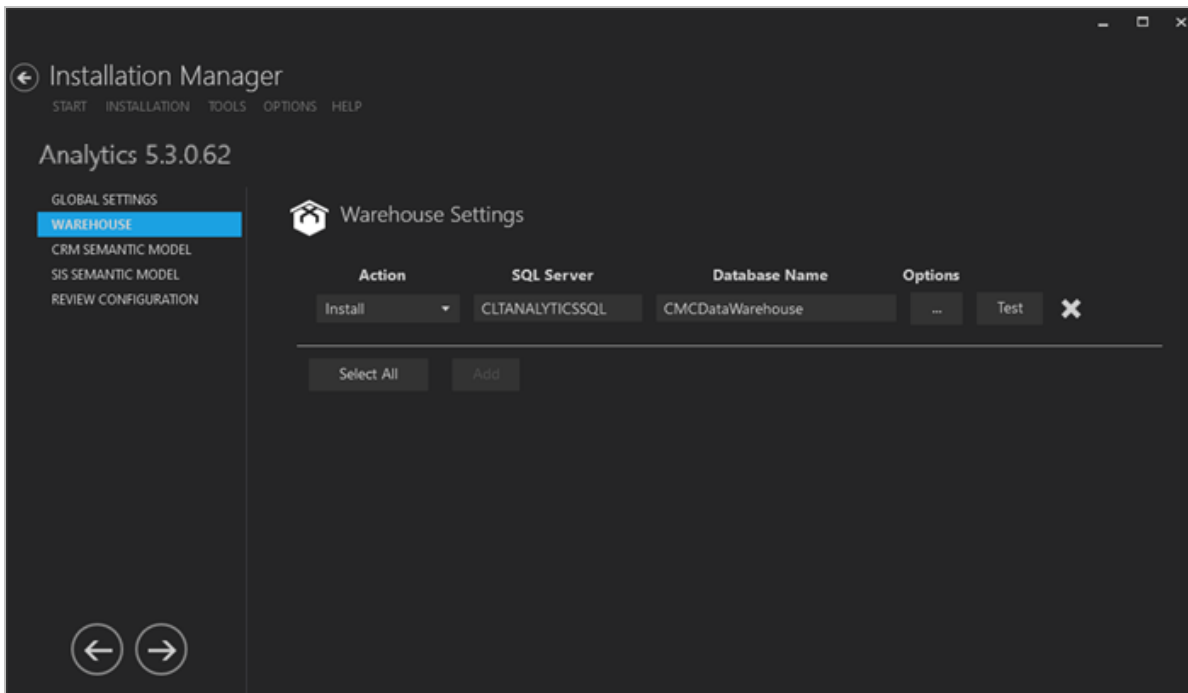 Installation Manager
START INSTALLATION TOOLS OPTIONS HELP
Analytics 5.3.0.62
GLOBAL SETTINGS
WAREHOUSE
CRM SEMANTIC MODEL
SIS SEMANTIC MODEL
REVIEW CONFIGURATION
Warehouse Settings
Action SQL Server Database Name Options
Install CLTANALYTICSSQL CMCDataWarehouse ... Test
Select All Add